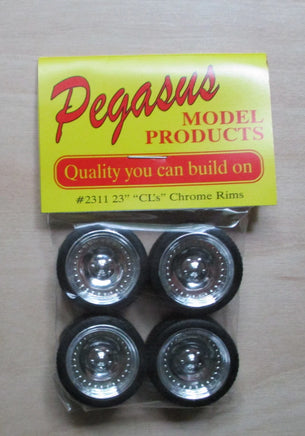 Pegasus
MODEL
PRODUCTS
Quality you can build on
#2311 23" "CL's" Chrome Rims